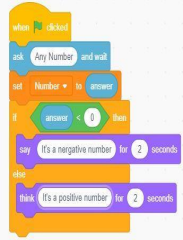 when clicked
ask Any Number and wait
set Number to answer
If answer < 0 then
say It's a nergative number for 2 seconds
else
think It's a positive number for 2 seconds